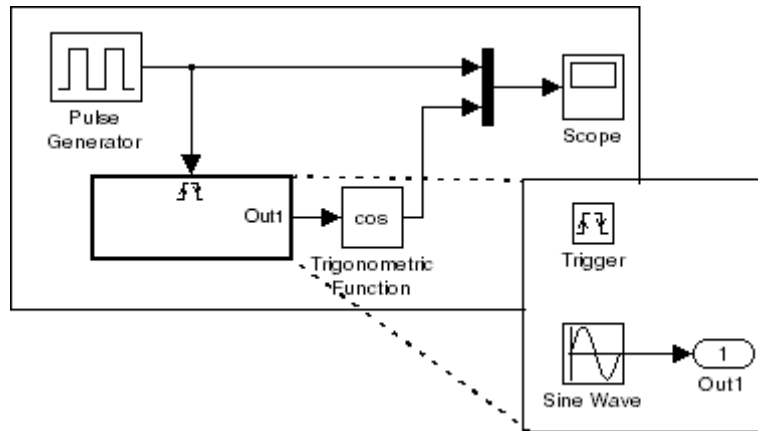 Pulse
Generator
Scope
Out1
cos
Trigonometric
Function
Trigger
Sine Wave
1
Out1